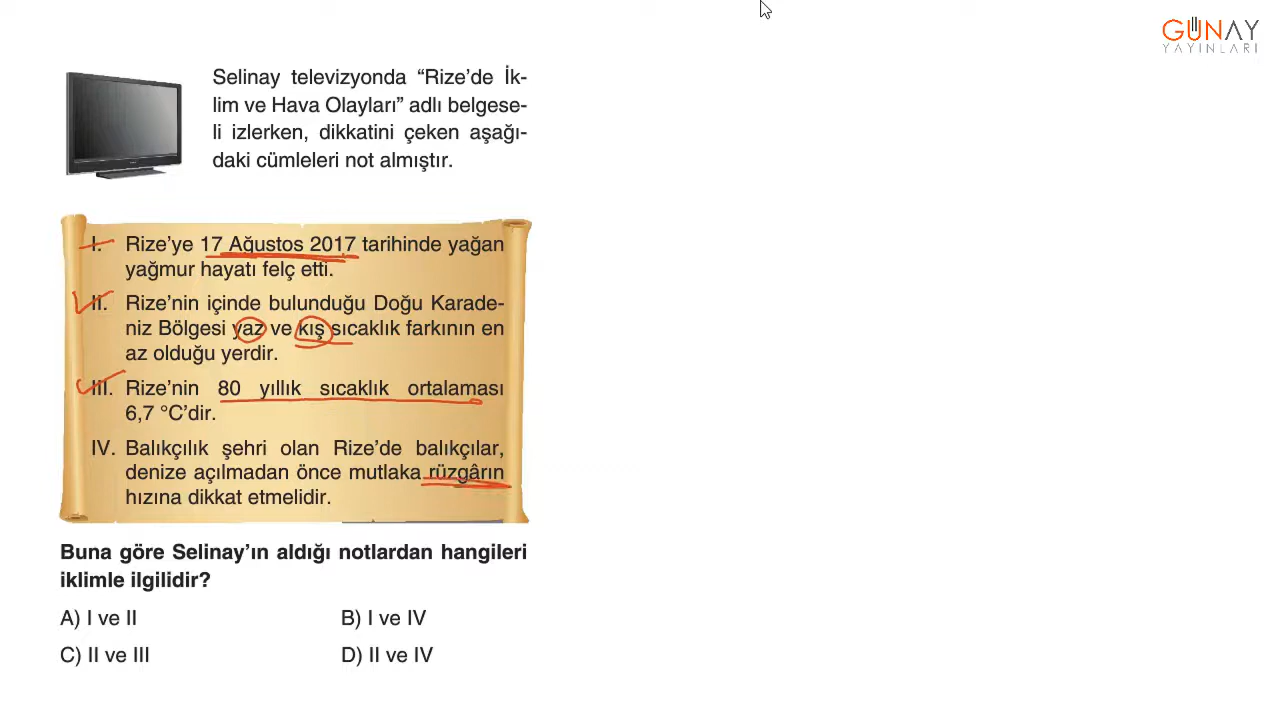 GÜNAY
YAYINLARI
Selinay televizyonda “Rize’de İk-
lim ve Hava Olayları” adlı belgese-
li izlerken, dikkatini çeken aşağı-
daki cümleleri not almıştır.
I. Rize’ye 17 Ağustos 2017 tarihinde yağan
yağmur hayatı felç etti.
II. Rize’nin içinde bulunduğu Doğu Karade-
niz Bölgesi yaz ve kış sıcaklık farkının en
az olduğu yerdir.
III. Rize’nin 80 yıllık sıcaklık ortalaması
6,7 °C’dir.
IV. Balıkçılık şehri olan Rize’de balıkçılar,
denize açılmadan önce mutlaka rüzgârın
hızına dikkat etmelidir.
Buna göre Selinay’ın aldığı notlardan hangileri
iklimle ilgilidir?
A) I ve II
B) I ve IV
C) II ve III
D) II ve IV